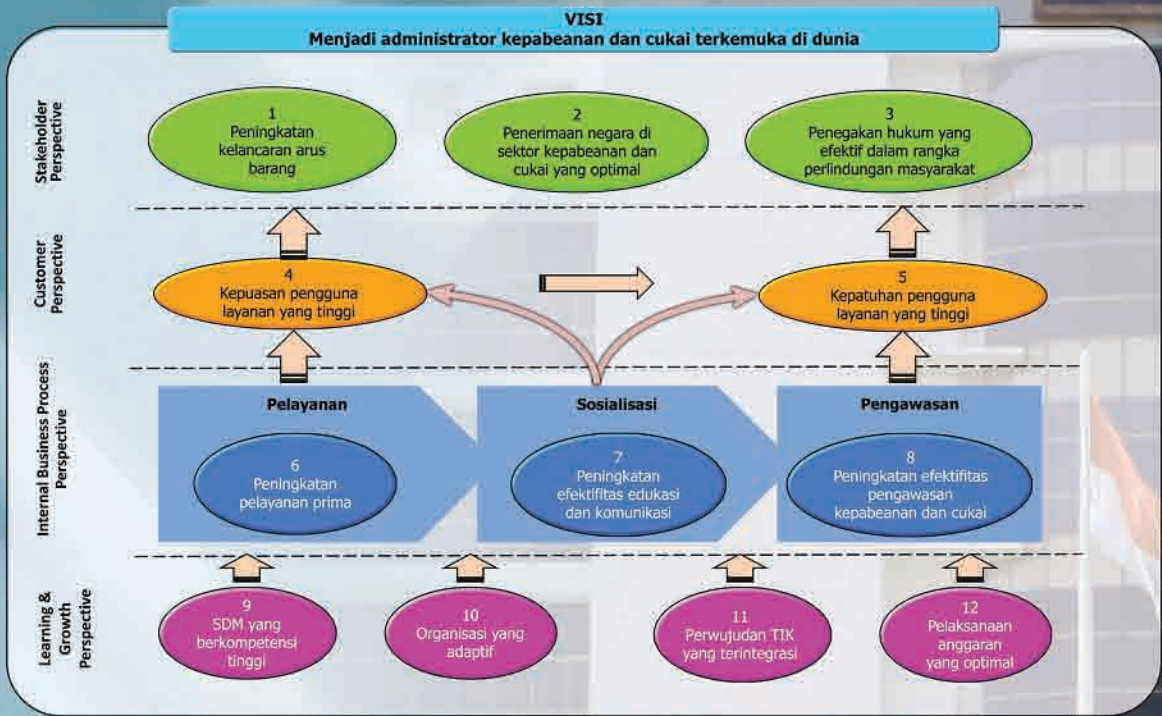 VISI
Menjadi administrator kepabeanan dan cukai terkemuka di dunia
Stakeholder
Perspective
1
Peningkatan
kelancaran arus
barang
2
Penerimaan negara di
sektor kepabeanan dan
cukai yang optimal
3
Penegakan hukum yang
efektif dalam rangka
perlindungan masyarakat
Customer
Perspective
4
Kepuasan pengguna
layanan yang tinggi
5
Kepatuhan pengguna
layanan yang tinggi
Internal Business Process
Perspective
Pelayanan
6
Peningkatan
pelayanan prima
Sosialisasi
7
Peningkatan
efektifitas edukasi
dan komunikasi
Pengawasan
8
Peningkatan efektifitas
pengawasan
kepabeanan dan cukai
Learning &
Growth
Perspective
9
SDM yang
berkompetensi
tinggi
10
Organisasi yang
adaptif
11
Perwujudan TIK
yang terintegrasi
12
Pelaksanaan
anggaran
yang optimal